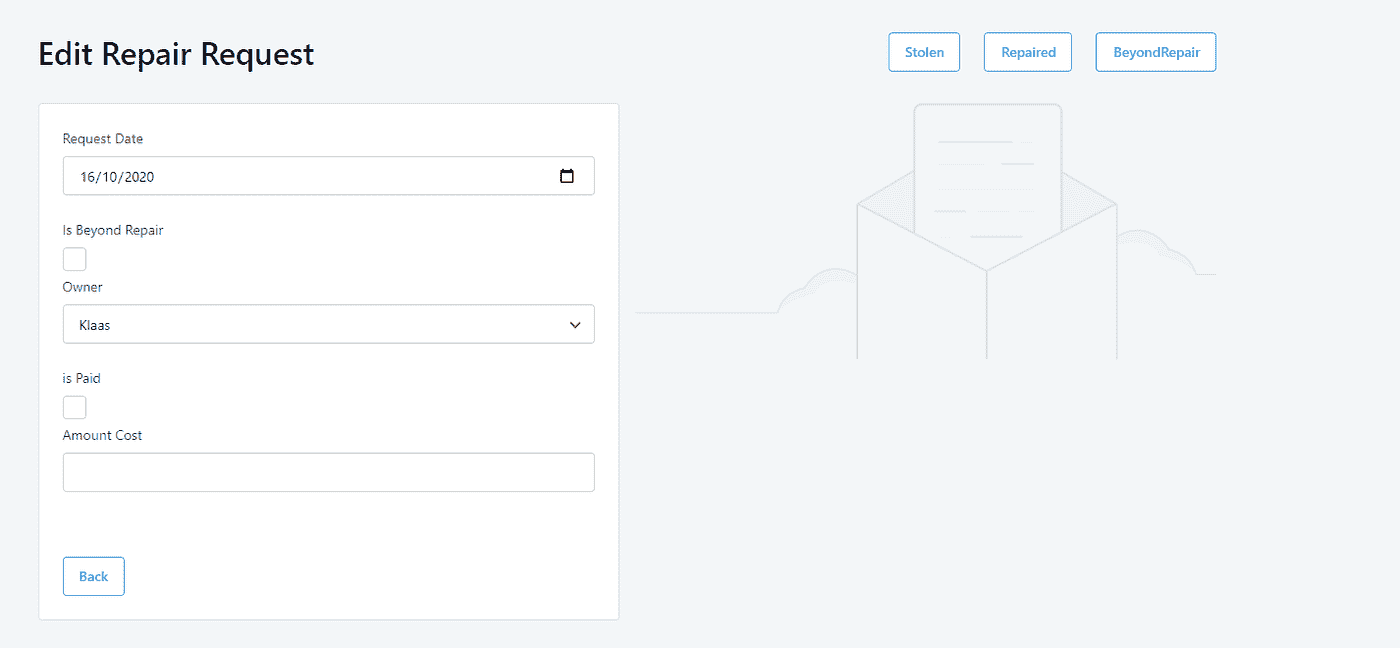 Edit Repair Request
Stolen
Repaired
BeyondRepair
Request Date
16/10/2020
Is Beyond Repair
Owner
Klaas
is Paid
Amount Cost
Back